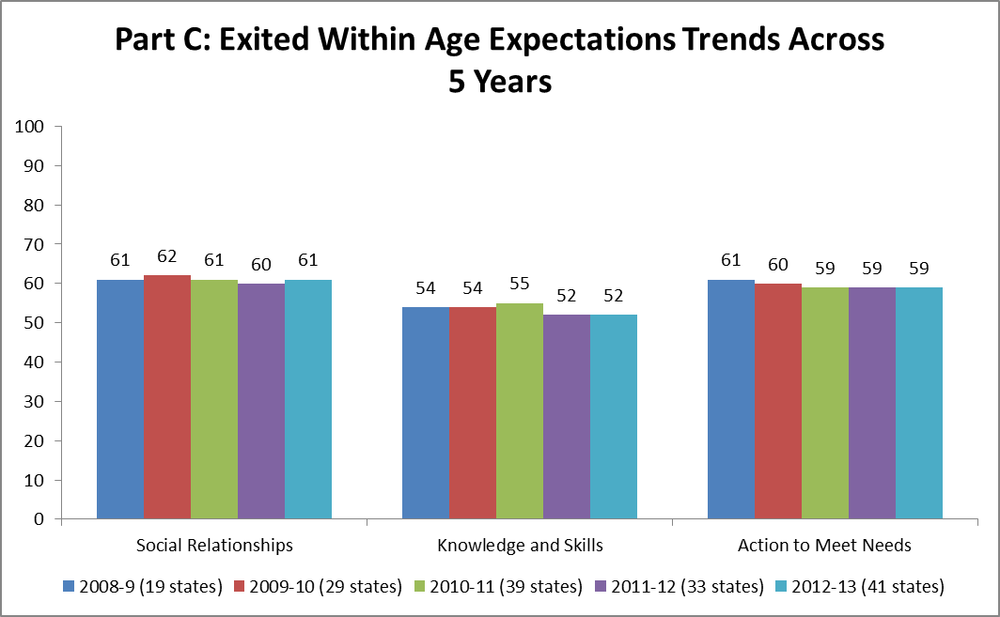 Part C: Exited Within Age Expectations Trends Across
5 Years
100
90
80
70
60
50
40
30
20
10
0
61 62 61 60 61
54 54 55 52 52
61 60 59 59 59
Social Relationships Knowledge and Skills Action to Meet Needs
2008-9 (19 states) 2009-10 (29 states) 2010-11 (39 states) 2011-12 (33 states) 2012-13 (41 states)